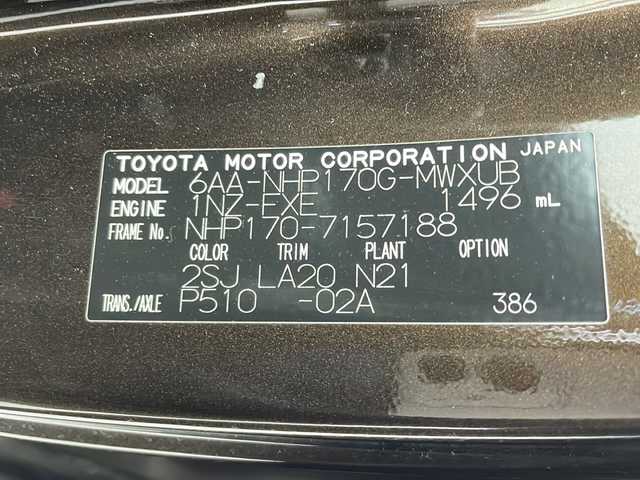 TOYOTA MOTOR CORPORATION JAPAN
MODEL 6AA-NHP170G-MWXUB
ENGINE 1NZ-FXE 1496 mL
FRAME No. NHP170-7157188
COLOR TRIM PLANT OPTION
2SJ LA20 N21
TRANS./AXLE P510 -02A 386